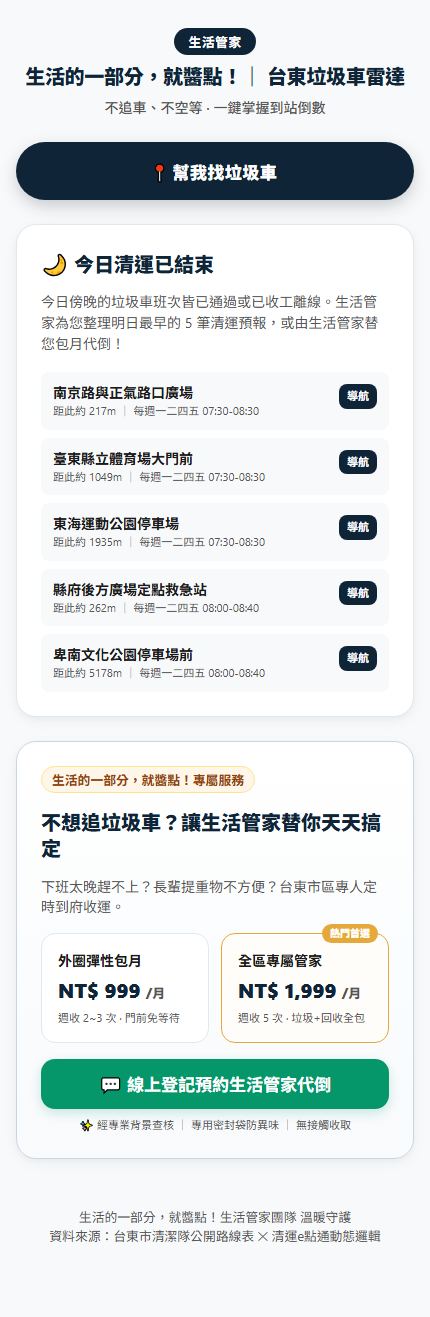 生活管家
生活的一部分，就醬點！｜ 台東垃圾車雷達
不追車、不空等 · 一鍵掌握到站倒數
📍 幫我找垃圾車
🌙 今日清運已結束
今日傍晚的垃圾車班次皆已通過或已收工離線。生活管
家為您整理明日最早的 5 筆清運預報，或由生活管家替
您包月代倒！
南京路與正氣路口廣場
導航
距此約 217m ｜ 每週一二四五 07:30-08:30
臺東縣立體育場大門前
導航
距此約 1049m ｜ 每週一二四五 07:30-08:30
東海運動公園停車場
導航
距此約 1935m ｜ 每週一二四五 07:30-08:30
縣府後方廣場定點救急站
導航
距此約 262m ｜ 每週一二四五 08:00-08:40
卑南文化公園停車場前
導航
距此約 5178m ｜ 每週一二四五 08:00-08:40
生活的一部分，就醬點！專屬服務
不想追垃圾車？讓生活管家替你天天搞
定
下班太晚趕不上？長輩提重物不方便？台東市區專人定
時到府收運。
外圈彈性包月
NT$ 999 /月
週收 2~3 次 · 門前免等待
熱門首選
全區專屬管家
NT$ 1,999 /月
週收 5 次 · 垃圾+回收全包
💬 線上登記預約生活管家代倒
✨ 經專業背景查核 ｜ 專用密封袋防異味 ｜ 無接觸收取
生活的一部分，就醬點！生活管家團隊 溫暖守護
資料來源：台東市清潔隊公開路線表 × 清運e點通動態邏輯